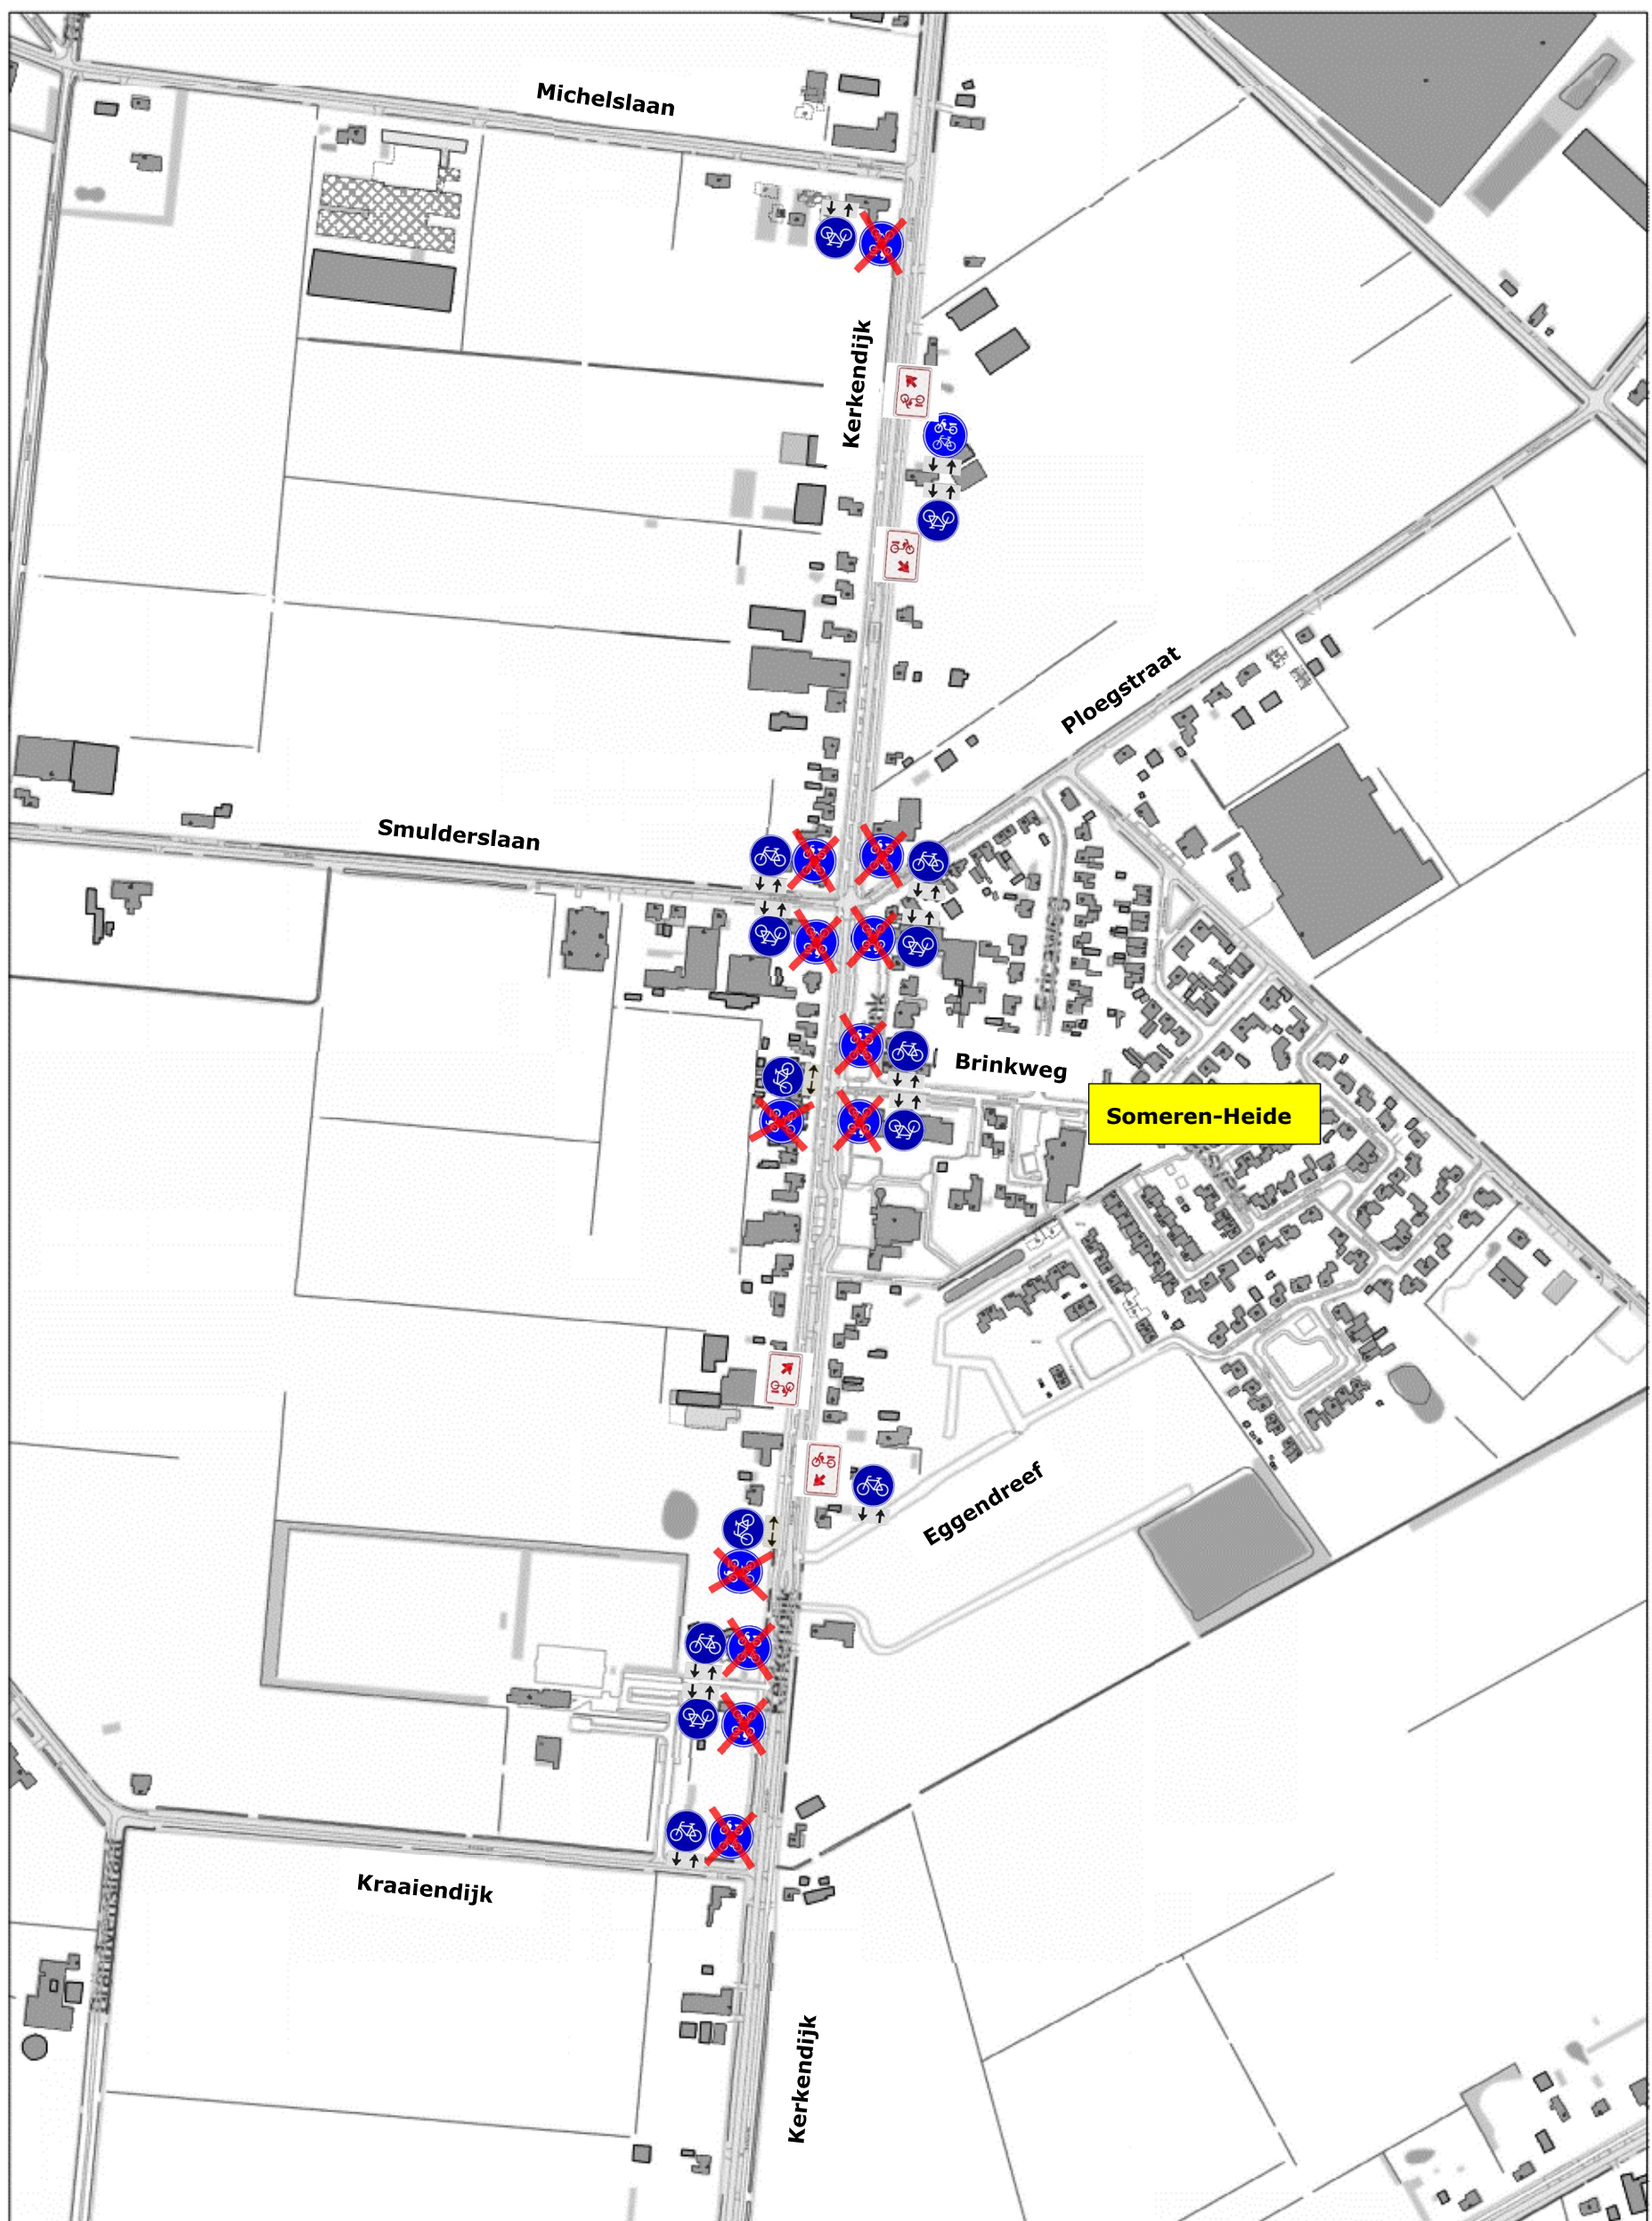 Michelslaan
Kerkendijk
Ploegstraat
Smulderslaan
Brinkweg
Someren-Heide
Eggendreef
Kraaiendijk
Kerkendijk